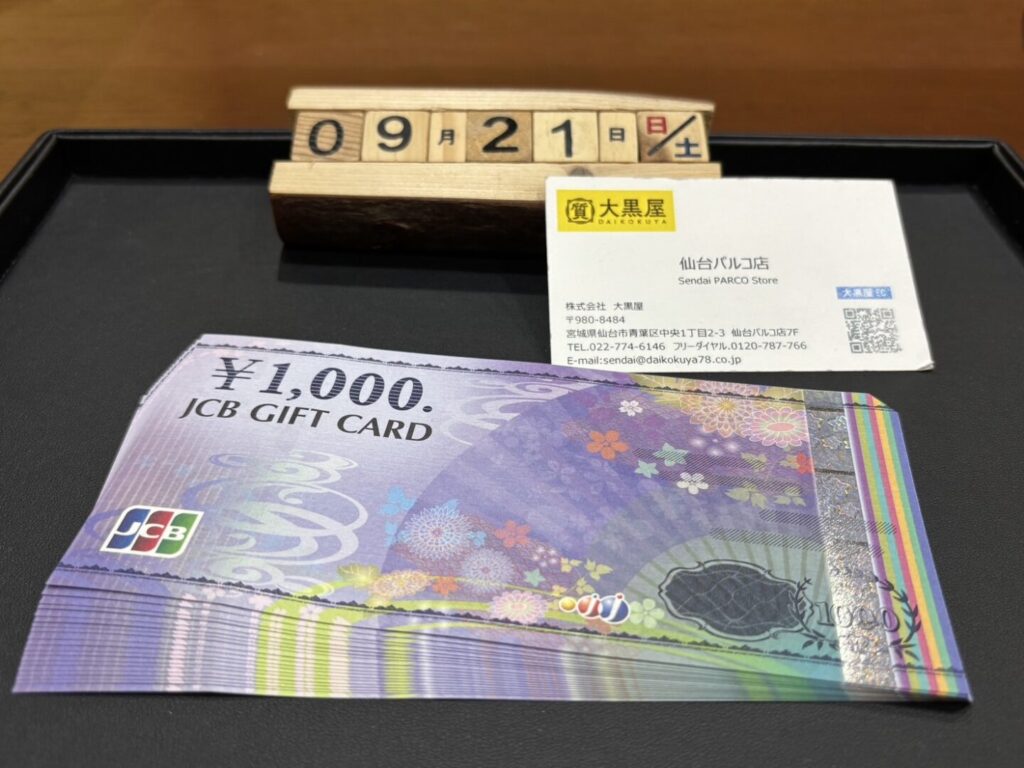 09月21日 日/土
質 大黒屋
DAIKOKUYA
仙台パルコ店
Sendai PARCO Store
大黒屋 EC
株式会社 大黒屋
〒980-8484
宮城県仙台市青葉区中央1丁目2-3 仙台パルコ店7F
TEL.022-774-6146 フリーダイヤル.0120-787-766
E-mail:sendai@daikokuya78.co.jp
¥1,000.
JCB GIFT CARD
JCB
1000